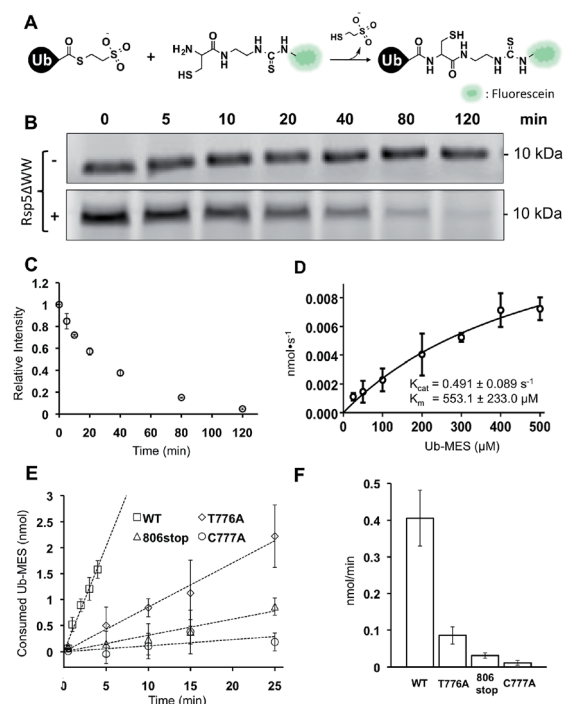 A
Ub
S
O
O
S
O
O⁻
+
H₂N
HS
O
N
H
H
N
S
N
H
HS
O⁻
S
O
O
Ub
O
N
H
SH
H
N
O
N
H
S
H
N
N
H
: Fluorescein
B
0 5 10 20 40 80 120 min
Rsp5ΔWW
-
- 10 kDa
+
- 10 kDa
C
Relative Intensity
1.2
1
0.8
0.6
0.4
0.2
0
0 20 40 60 80 100 120
Time (min)
D
nmol•s⁻¹
0.008
0.006
0.004
0.002
0.000
0 100 200 300 400 500
Ub-MES (µM)
Kcat = 0.491 ± 0.089 s⁻¹
Km = 553.1 ± 233.0 µM
E
Consumed Ub-MES (nmol)
3
2.5
2
1.5
1
0.5
0
0 5 10 15 20 25
Time (min)
WT T776A
806stop C777A
F
nmol/min
0.5
0.4
0.3
0.2
0.1
0
WT T776A 806 stop C777A